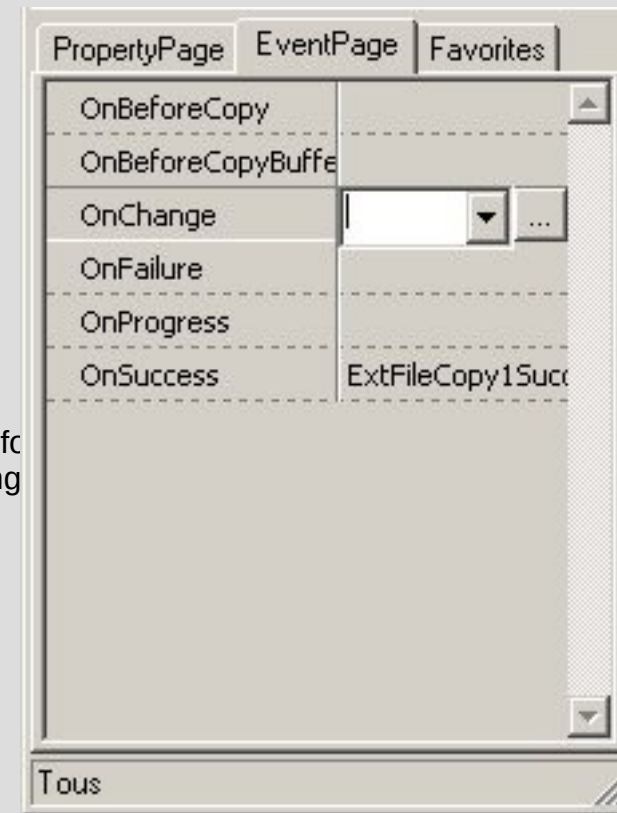 PropertyPage EventPage Favorites
OnBeforeCopy
OnBeforeCopyBuffe
OnChange ...
OnFailure
OnProgress
OnSuccess ExtFileCopy1Succ
Tous